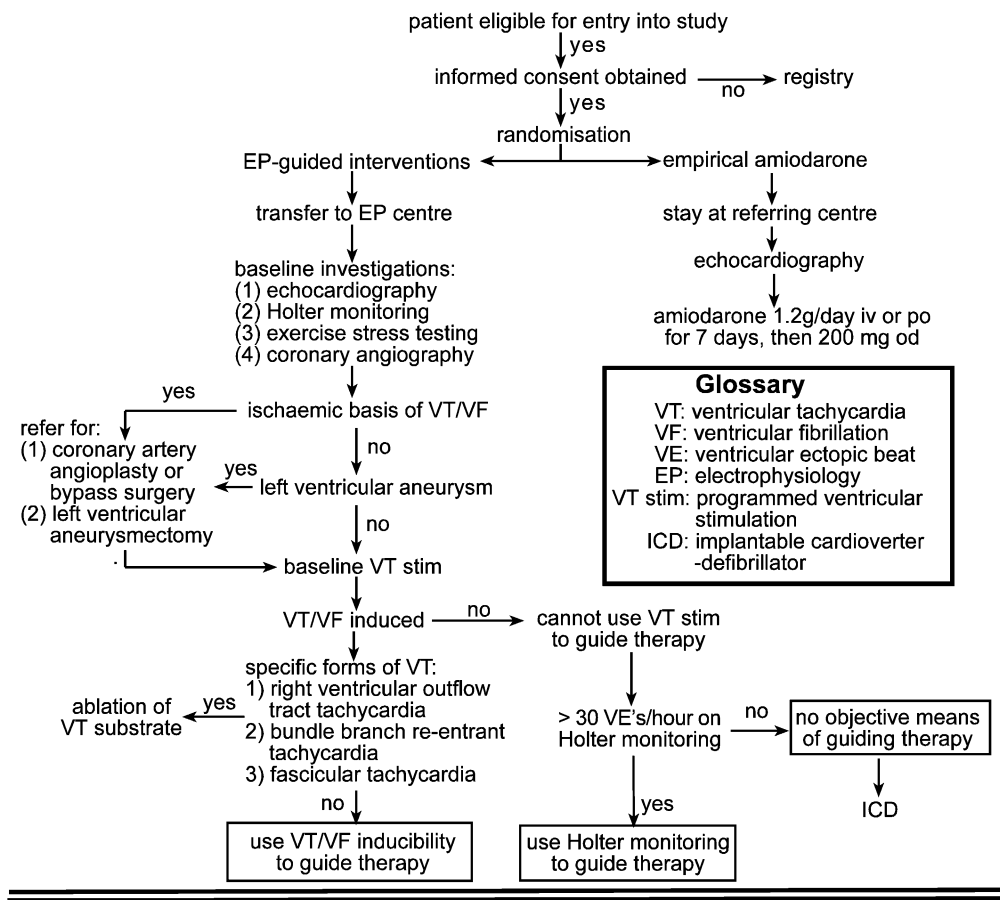 patient eligible for entry into study
yes
informed consent obtained
no
registry
yes
randomisation
EP-guided interventions
empirical amiodarone
transfer to EP centre
stay at referring centre
echocardiography
baseline investigations:
(1) echocardiography
(2) Holter monitoring
(3) exercise stress testing
(4) coronary angiography
amiodarone 1.2g/day iv or po
for 7 days, then 200 mg od
Glossary
VT: ventricular tachycardia
VF: ventricular fibrillation
VE: ventricular ectopic beat
EP: electrophysiology
VT stim: programmed ventricular
stimulation
ICD: implantable cardioverter
-defibrillator
yes
ischaemic basis of VT/VF
refer for:
(1) coronary artery
angioplasty or
bypass surgery
(2) left ventricular
aneurysmectomy
no
yes
left ventricular aneurysm
no
baseline VT stim
VT/VF induced
no
cannot use VT stim
to guide therapy
specific forms of VT:
1) right ventricular outflow
tract tachycardia
2) bundle branch re-entrant
tachycardia
3) fascicular tachycardia
yes
ablation of
VT substrate
> 30 VE's/hour on
Holter monitoring
no
no objective means
of guiding therapy
ICD
no
yes
use VT/VF inducibility
to guide therapy
use Holter monitoring
to guide therapy